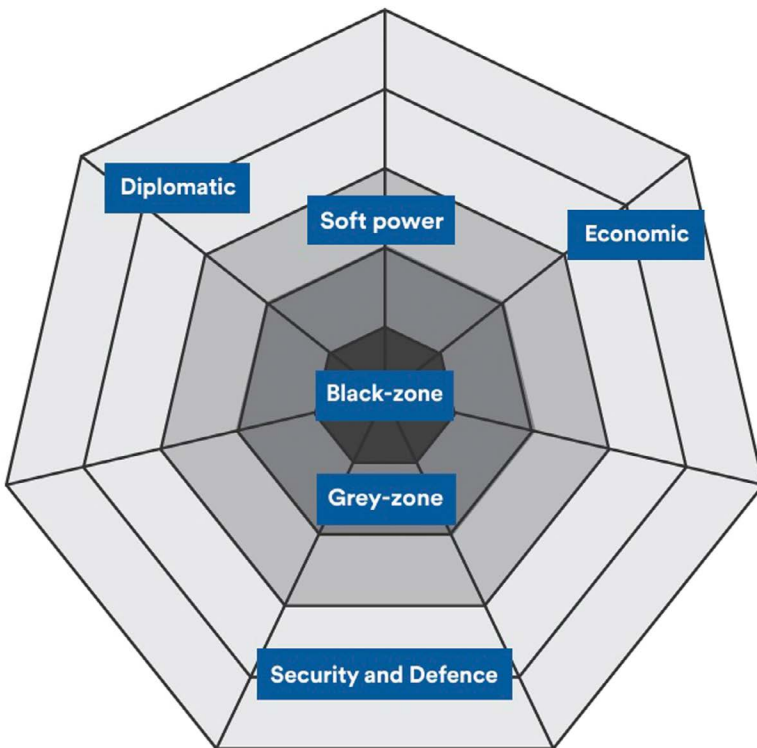 Diplomatic
Soft power
Economic
Black-zone
Grey-zone
Security and Defence